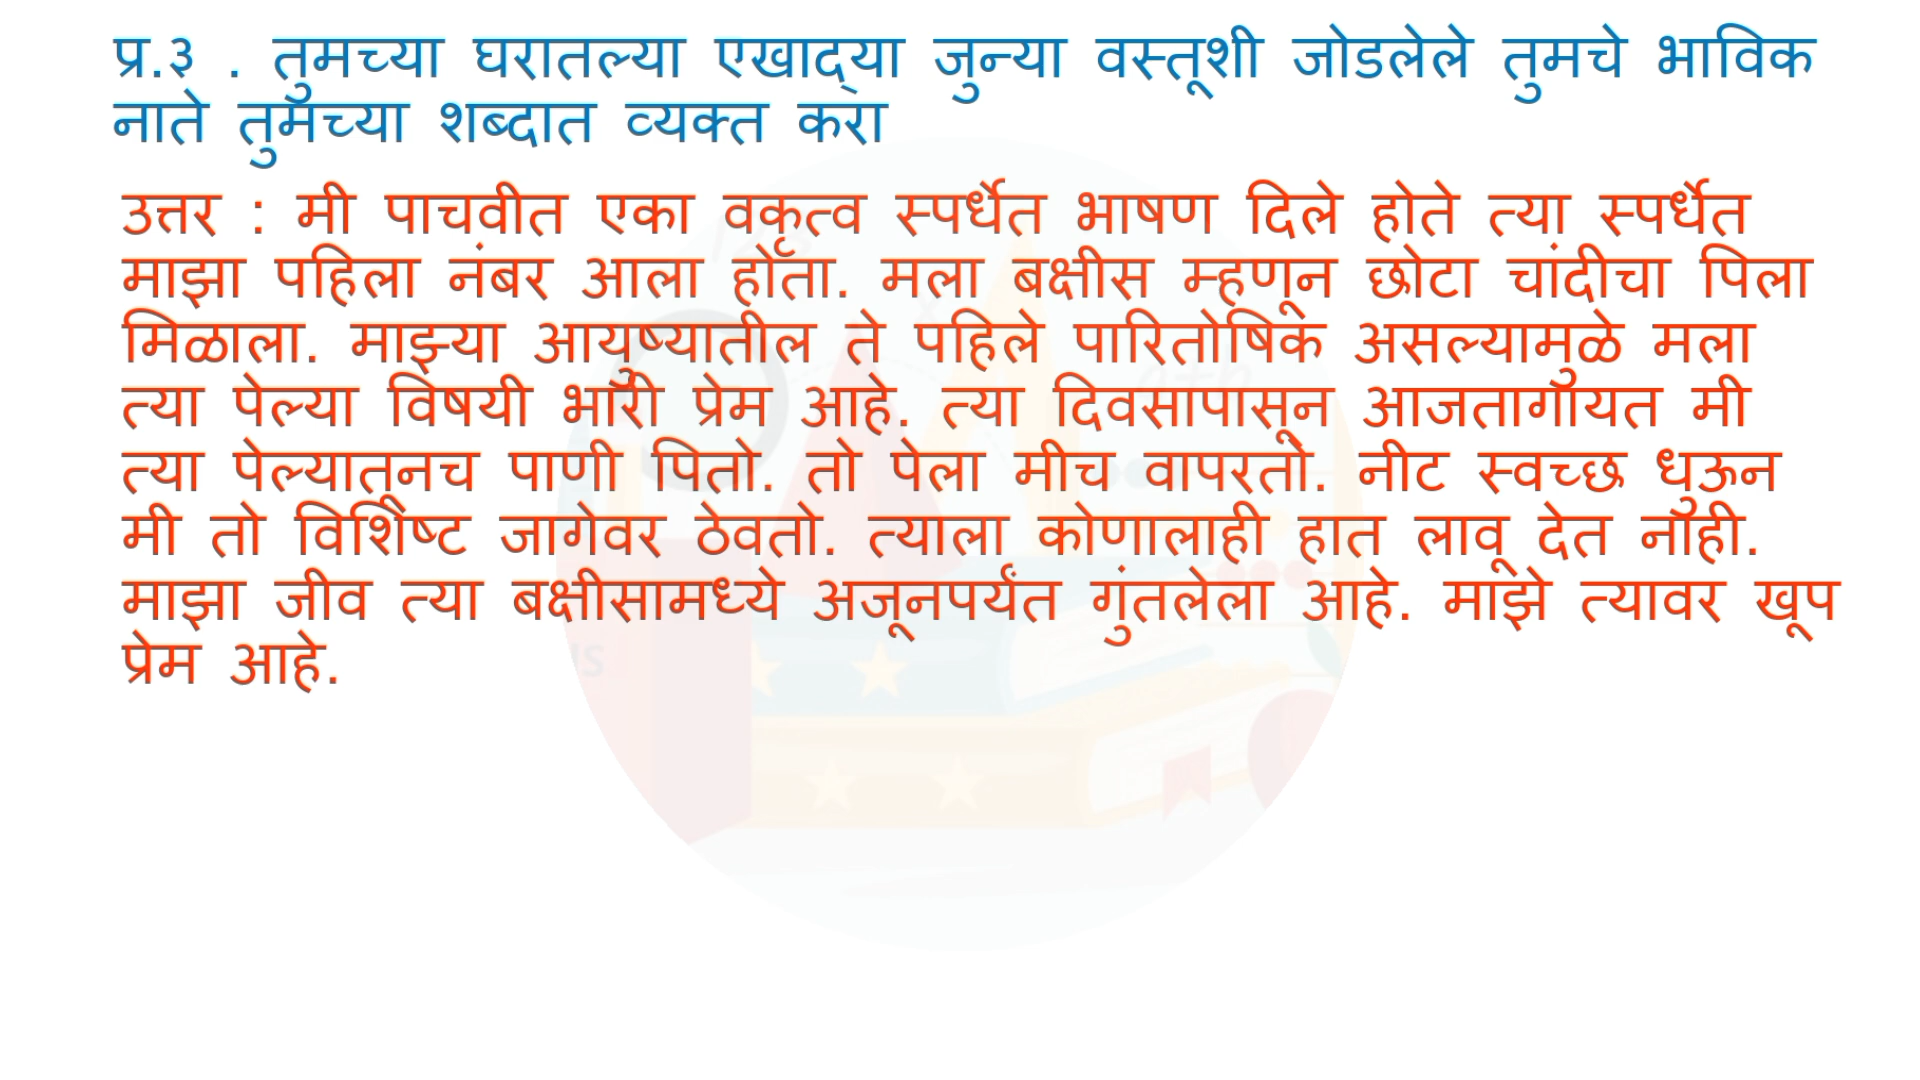 प्र.३ . तुमच्या घरातल्या एखाद्‌या जुन्या वस्तूशी जोडलेले तुमचे भाविक
नाते तुमच्या शब्दात व्यक्त करा
उत्तर : मी पाचवीत एका वकृत्व स्पर्धेत भाषण दिले होते त्या स्पर्धेत
माझा पहिला नंबर आला होता. मला बक्षीस म्हणून छोटा चांदीचा पिला
मिळाला. माझ्या आयुष्यातील ते पहिले पारितोषिक असल्यामुळे मला
त्या पेल्या विषयी भारी प्रेम आहे. त्या दिवसापासून आजतागायत मी
त्या पेल्यातूनच पाणी पितो. तो पेला मीच वापरतो. नीट स्वच्छ धुऊन
मी तो विशिष्ट जागेवर ठेवतो. त्याला कोणालाही हात लावू देत नाही.
माझा जीव त्या बक्षीसामध्ये अजूनपर्यंत गुंतलेला आहे. माझे त्यावर खूप
प्रेम आहे.